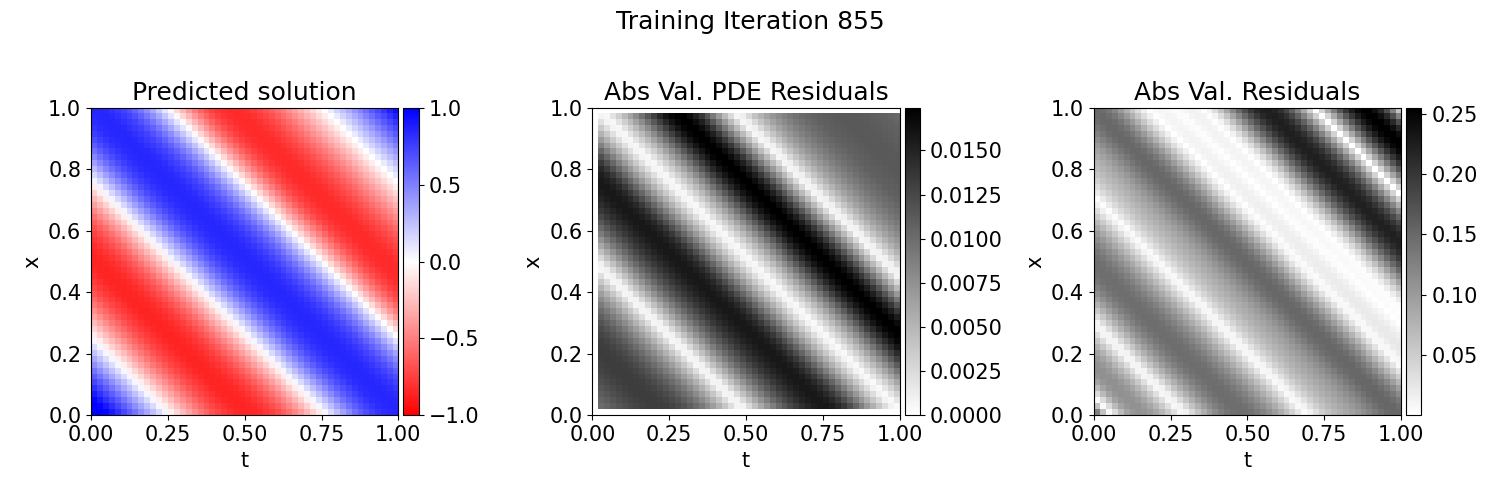 Training Iteration 855
Predicted solution
1.0
0.8
0.6
0.4
0.2
0.0
x
0.00 0.25 0.50 0.75 1.00
t
1.0
0.5
0.0
−0.5
−1.0
Abs Val. PDE Residuals
1.0
0.8
0.6
0.4
0.2
0.0
x
0.00 0.25 0.50 0.75 1.00
t
0.0150
0.0125
0.0100
0.0075
0.0050
0.0025
0.0000
Abs Val. Residuals
1.0
0.8
0.6
0.4
0.2
0.0
x
0.00 0.25 0.50 0.75 1.00
t
0.25
0.20
0.15
0.10
0.05